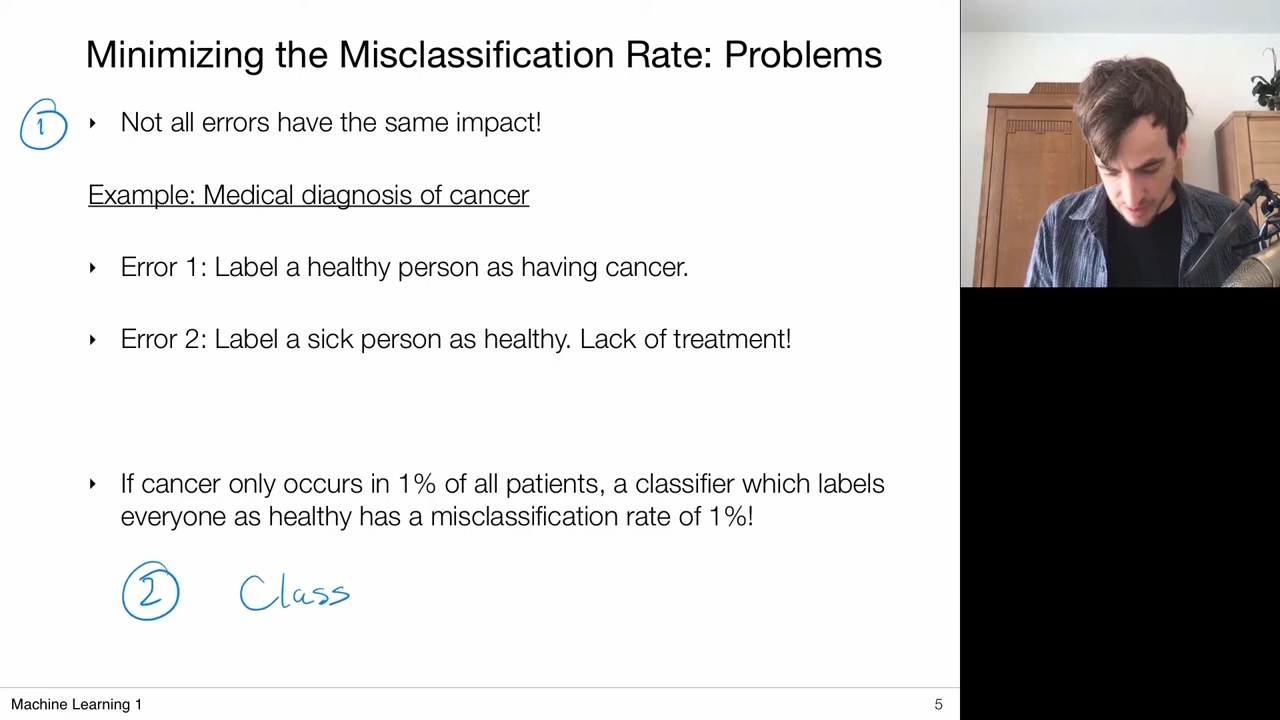 Minimizing the Misclassification Rate: Problems
1 ‣ Not all errors have the same impact!
Example: Medical diagnosis of cancer
‣ Error 1: Label a healthy person as having cancer.
‣ Error 2: Label a sick person as healthy. Lack of treatment!
‣ If cancer only occurs in 1% of all patients, a classifier which labels
everyone as healthy has a misclassification rate of 1%!
2 Class
Machine Learning 1
5